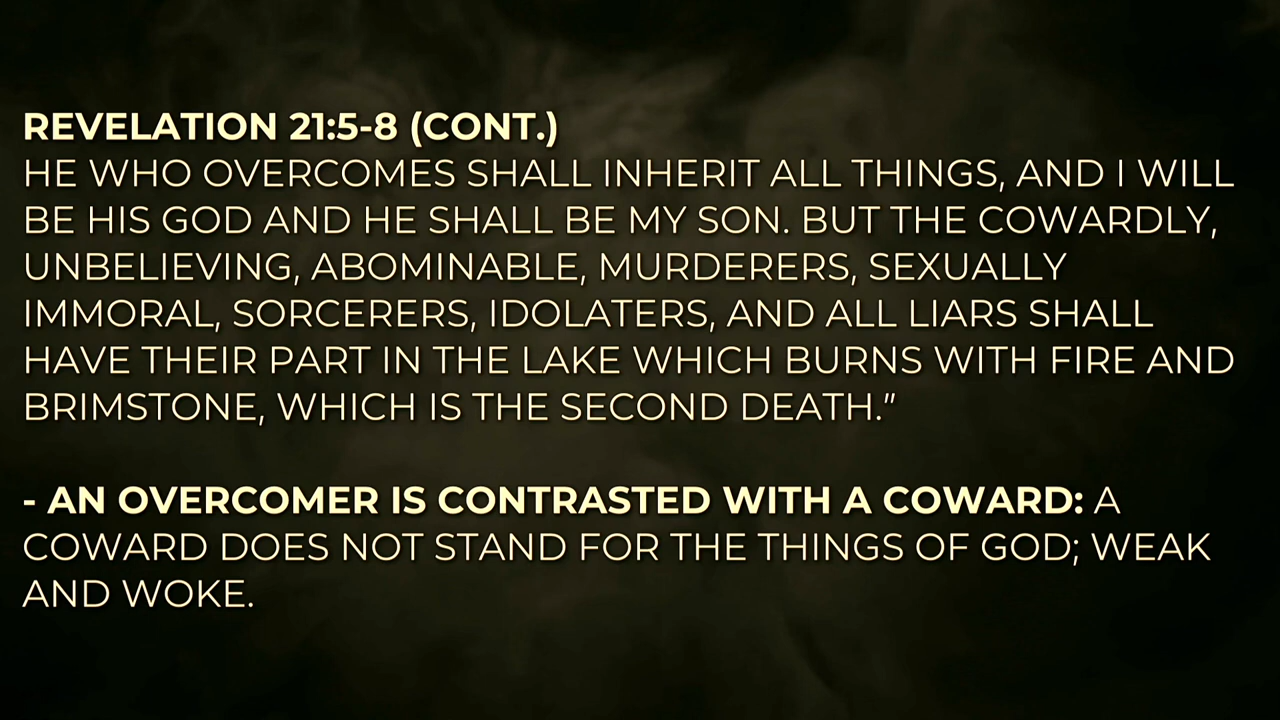 REVELATION 21:5-8 (CONT.)
HE WHO OVERCOMES SHALL INHERIT ALL THINGS, AND I WILL
BE HIS GOD AND HE SHALL BE MY SON. BUT THE COWARDLY,
UNBELIEVING, ABOMINABLE, MURDERERS, SEXUALLY
IMMORAL, SORCERERS, IDOLATERS, AND ALL LIARS SHALL
HAVE THEIR PART IN THE LAKE WHICH BURNS WITH FIRE AND
BRIMSTONE, WHICH IS THE SECOND DEATH.”
- AN OVERCOMER IS CONTRASTED WITH A COWARD: A
COWARD DOES NOT STAND FOR THE THINGS OF GOD; WEAK
AND WOKE.